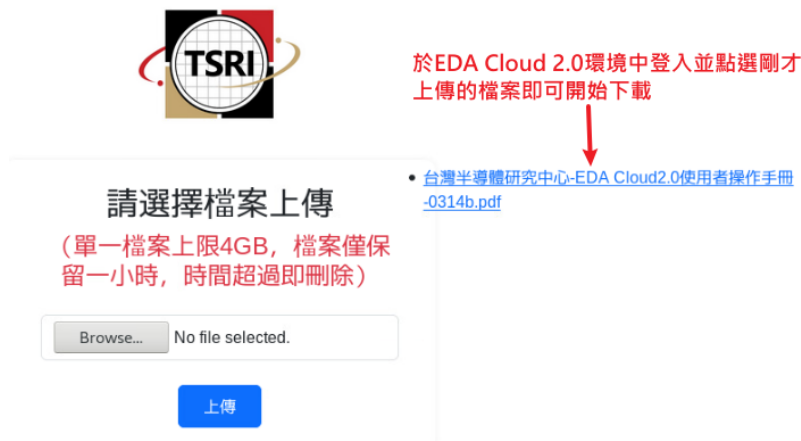 TSRI
請選擇檔案上傳
（單一檔案上限4GB，檔案僅保
留一小時，時間超過即刪除）
Browse... No file selected.
上傳
於EDA Cloud 2.0環境中登入並點選剛才
上傳的檔案即可開始下載
台灣半導體研究中心-EDA Cloud2.0使用者操作手冊
-0314b.pdf